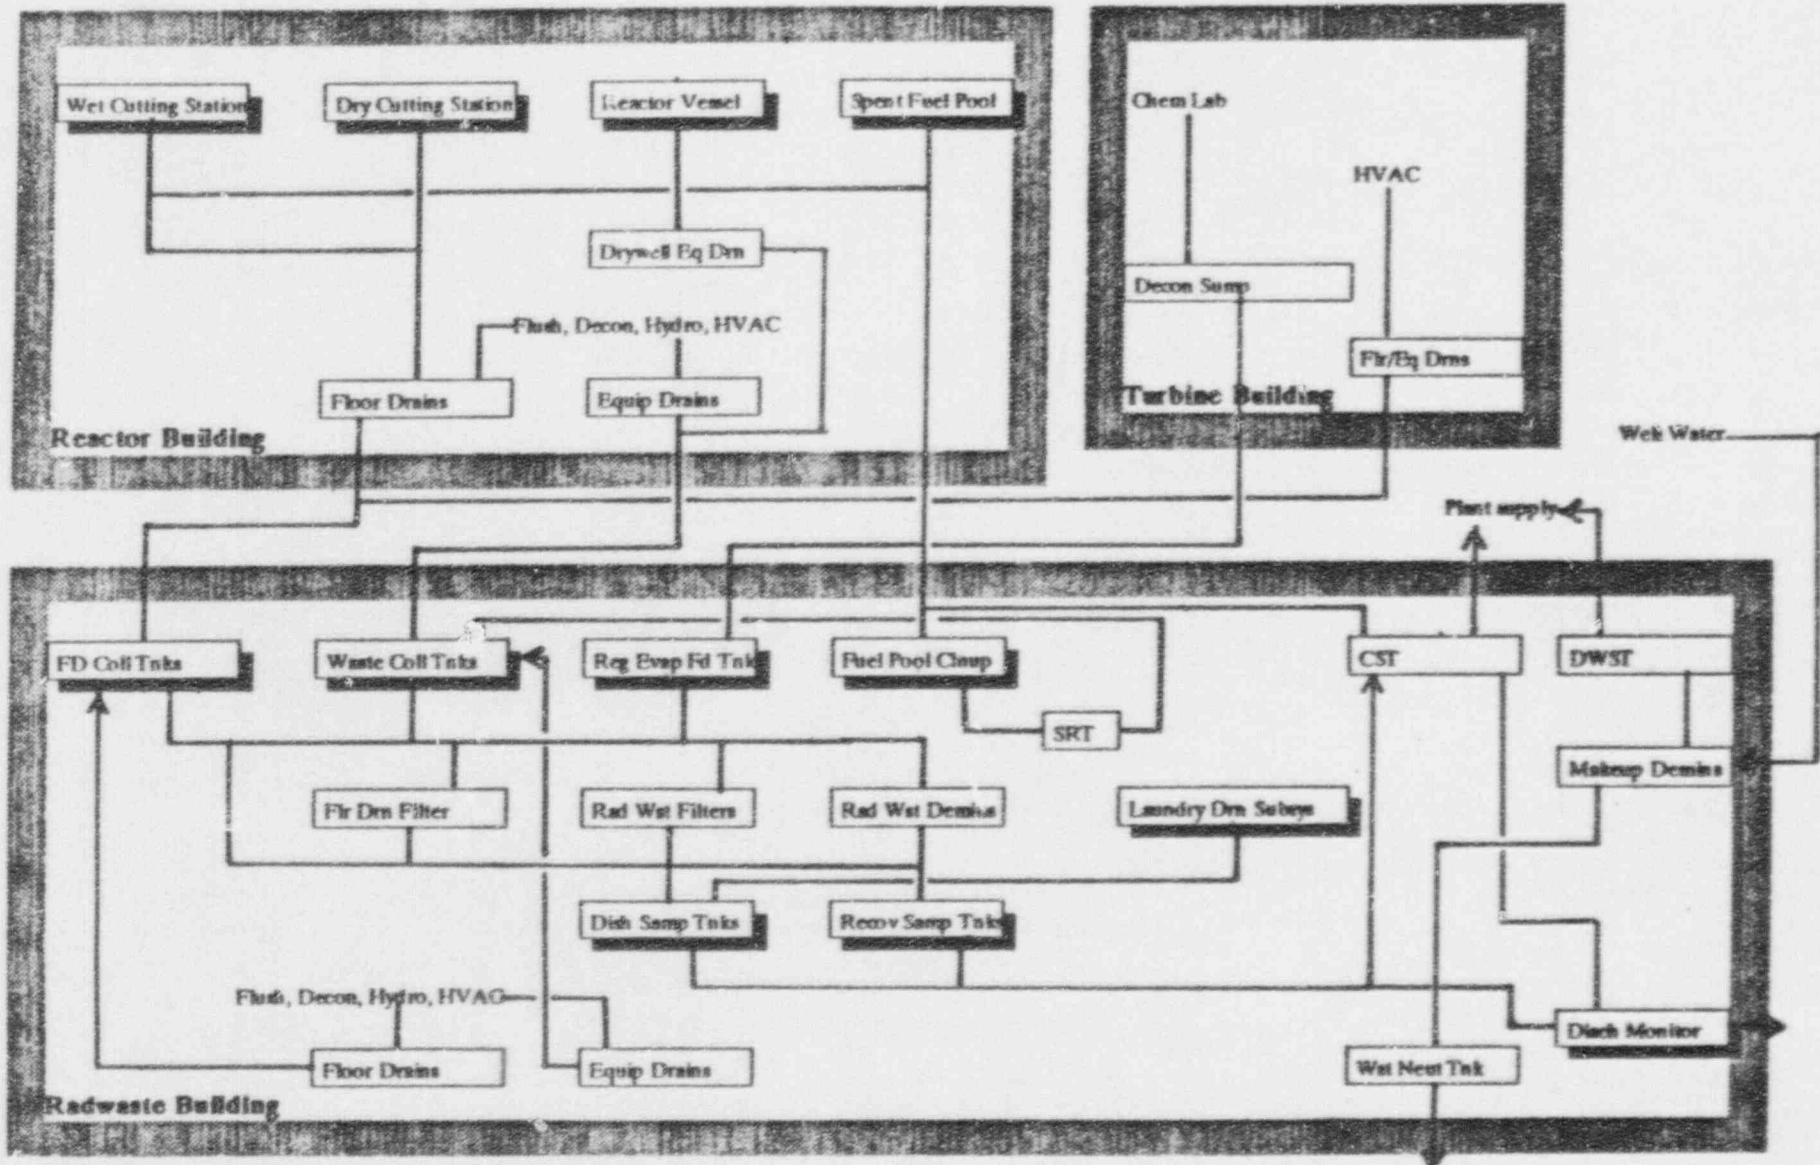 Wet Cutting Station
Dry Cutting Station
Reactor Vessel
Spent Fuel Pool
Drywell Eq Drn
Flush, Decon, Hydro, HVAC
Floor Drains
Equip Drains
Reactor Building
Chem Lab
HVAC
Decon Sump
Flr/Eq Drns
Turbine Building
Well Water
Plant supply
FD Coll Tnks
Waste Coll Tnks
Reg Evap Fd Tnk
Fuel Pool Clnup
CST
DWST
SRT
Makeup Demins
Flr Drn Filter
Rad Wst Filters
Rad Wst Demins
Laundry Drn Subsys
Disch Samp Tnks
Recov Samp Tnks
Flush, Decon, Hydro, HVAC
Floor Drains
Equip Drains
Disch Monitor
Wst Neut Tnk
Radwaste Building